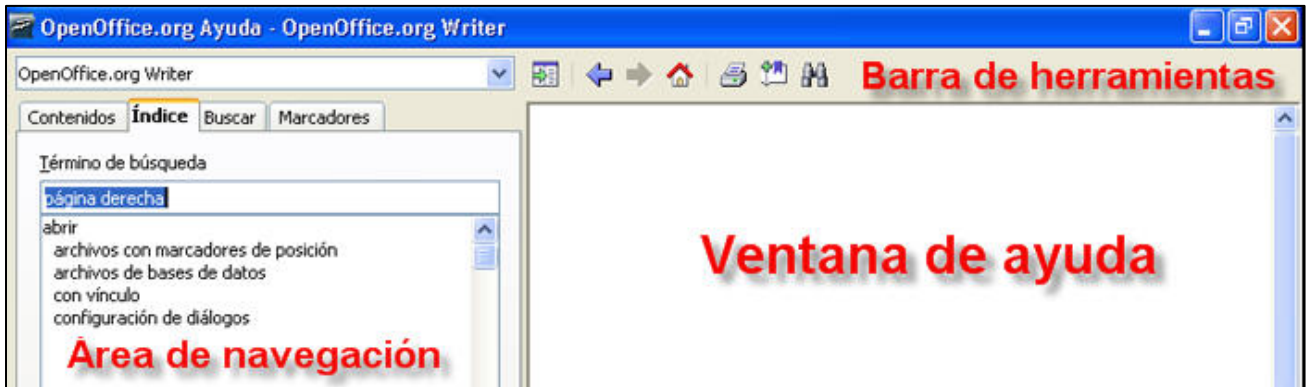 OpenOffice.org Ayuda - OpenOffice.org Writer
OpenOffice.org Writer
Barra de herramientas
Contenidos Índice Buscar Marcadores
Término de búsqueda
página derecha
abrir
archivos con marcadores de posición
archivos de bases de datos
con vínculo
configuración de diálogos
Área de navegación
Ventana de ayuda